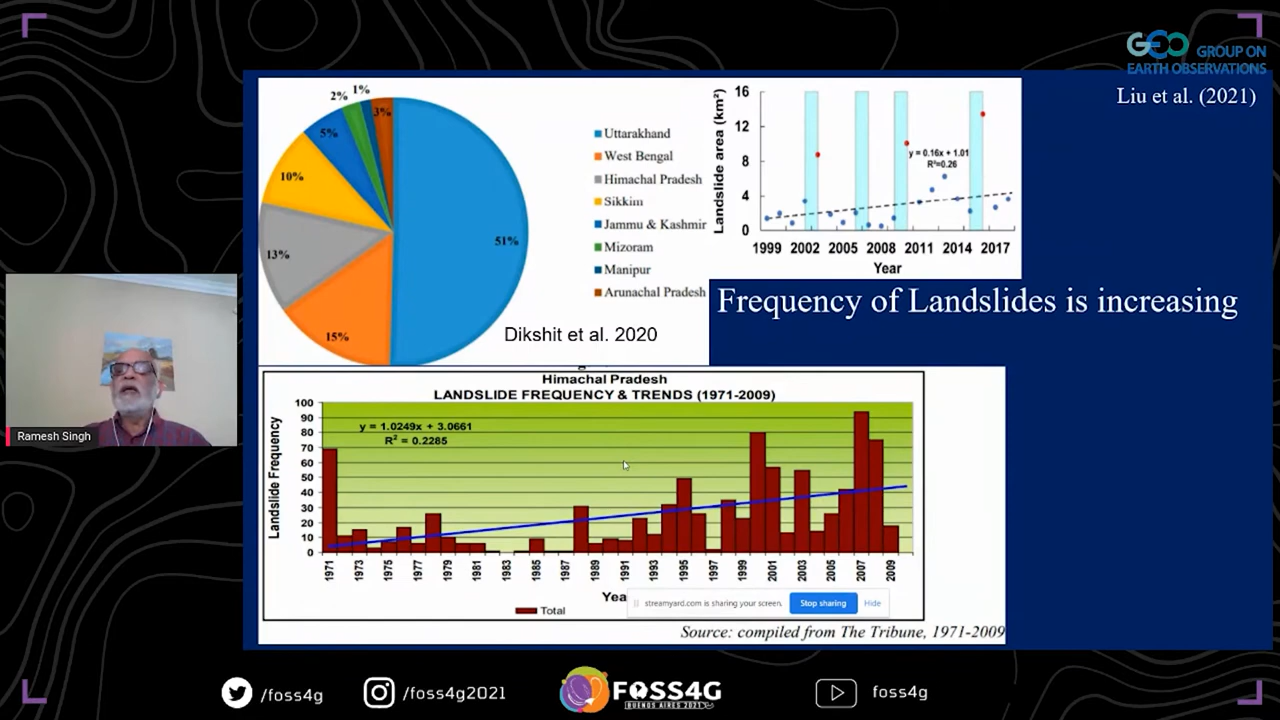 GEO GROUP ON
EARTH OBSERVATIONS
Liu et al. (2021)
1%
2%
3%
5%
10%
13%
15%
51%
Uttarakhand
West Bengal
Himachal Pradesh
Sikkim
Jammu & Kashmir
Mizoram
Manipur
Arunachal Pradesh
Dikshit et al. 2020
Landslide area (km²)
16
12
8
4
0
y = 0.16x + 1.01
R²=0.26
1999 2002 2005 2008 2011 2014 2017
Year
Frequency of Landslides is increasing
Ramesh Singh
Himachal Pradesh
LANDSLIDE FREQUENCY & TRENDS (1971-2009)
Landslide Frequency
100
90
80
70
60
50
40
30
20
10
0
y = 1.0249x + 3.0661
R² = 0.2285
1971 1973 1975 1977 1979 1981 1983 1985 1987 1989 1991 1993 1995 1997 1999 2001 2003 2005 2007 2009
Yea
Total
streamyard.com is sharing your screen.
Stop sharing
Hide
Source: compiled from The Tribune, 1971-2009
/foss4g
/foss4g2021
FOSS4G
BUENOS AIRES 2021
foss4g